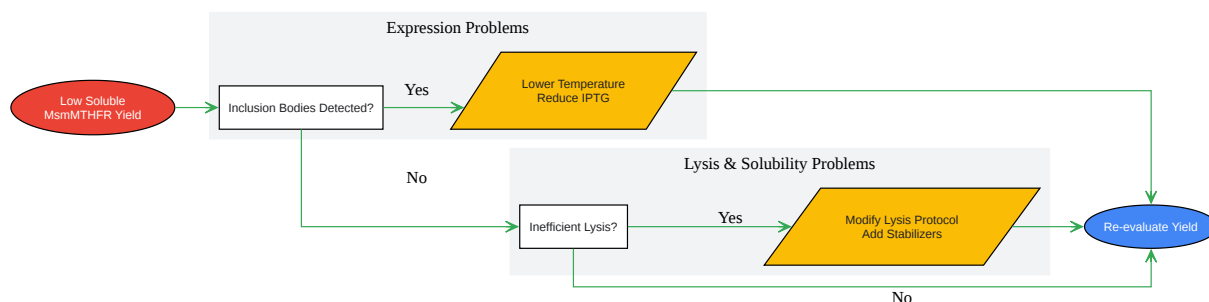 Expression Problems
Low Soluble
MsmMTHFR Yield
Inclusion Bodies Detected?
Yes
Lower Temperature
Reduce IPTG
No
Lysis & Solubility Problems
Inefficient Lysis?
Yes
Modify Lysis Protocol
Add Stabilizers
Re-evaluate Yield
No